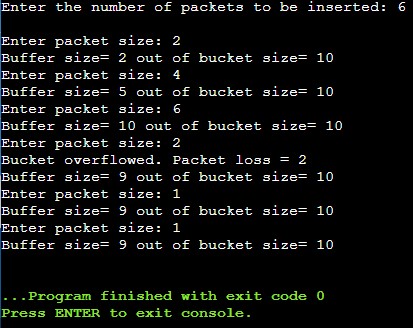 Enter the number of packets to be inserted: 6
Enter packet size: 2
Buffer size= 2 out of bucket size= 10
Enter packet size: 4
Buffer size= 5 out of bucket size= 10
Enter packet size: 6
Buffer size= 10 out of bucket size= 10
Enter packet size: 2
Bucket overflowed. Packet loss = 2
Buffer size= 9 out of bucket size= 10
Enter packet size: 1
Buffer size= 9 out of bucket size= 10
Enter packet size: 1
Buffer size= 9 out of bucket size= 10
...Program finished with exit code 0
Press ENTER to exit console.